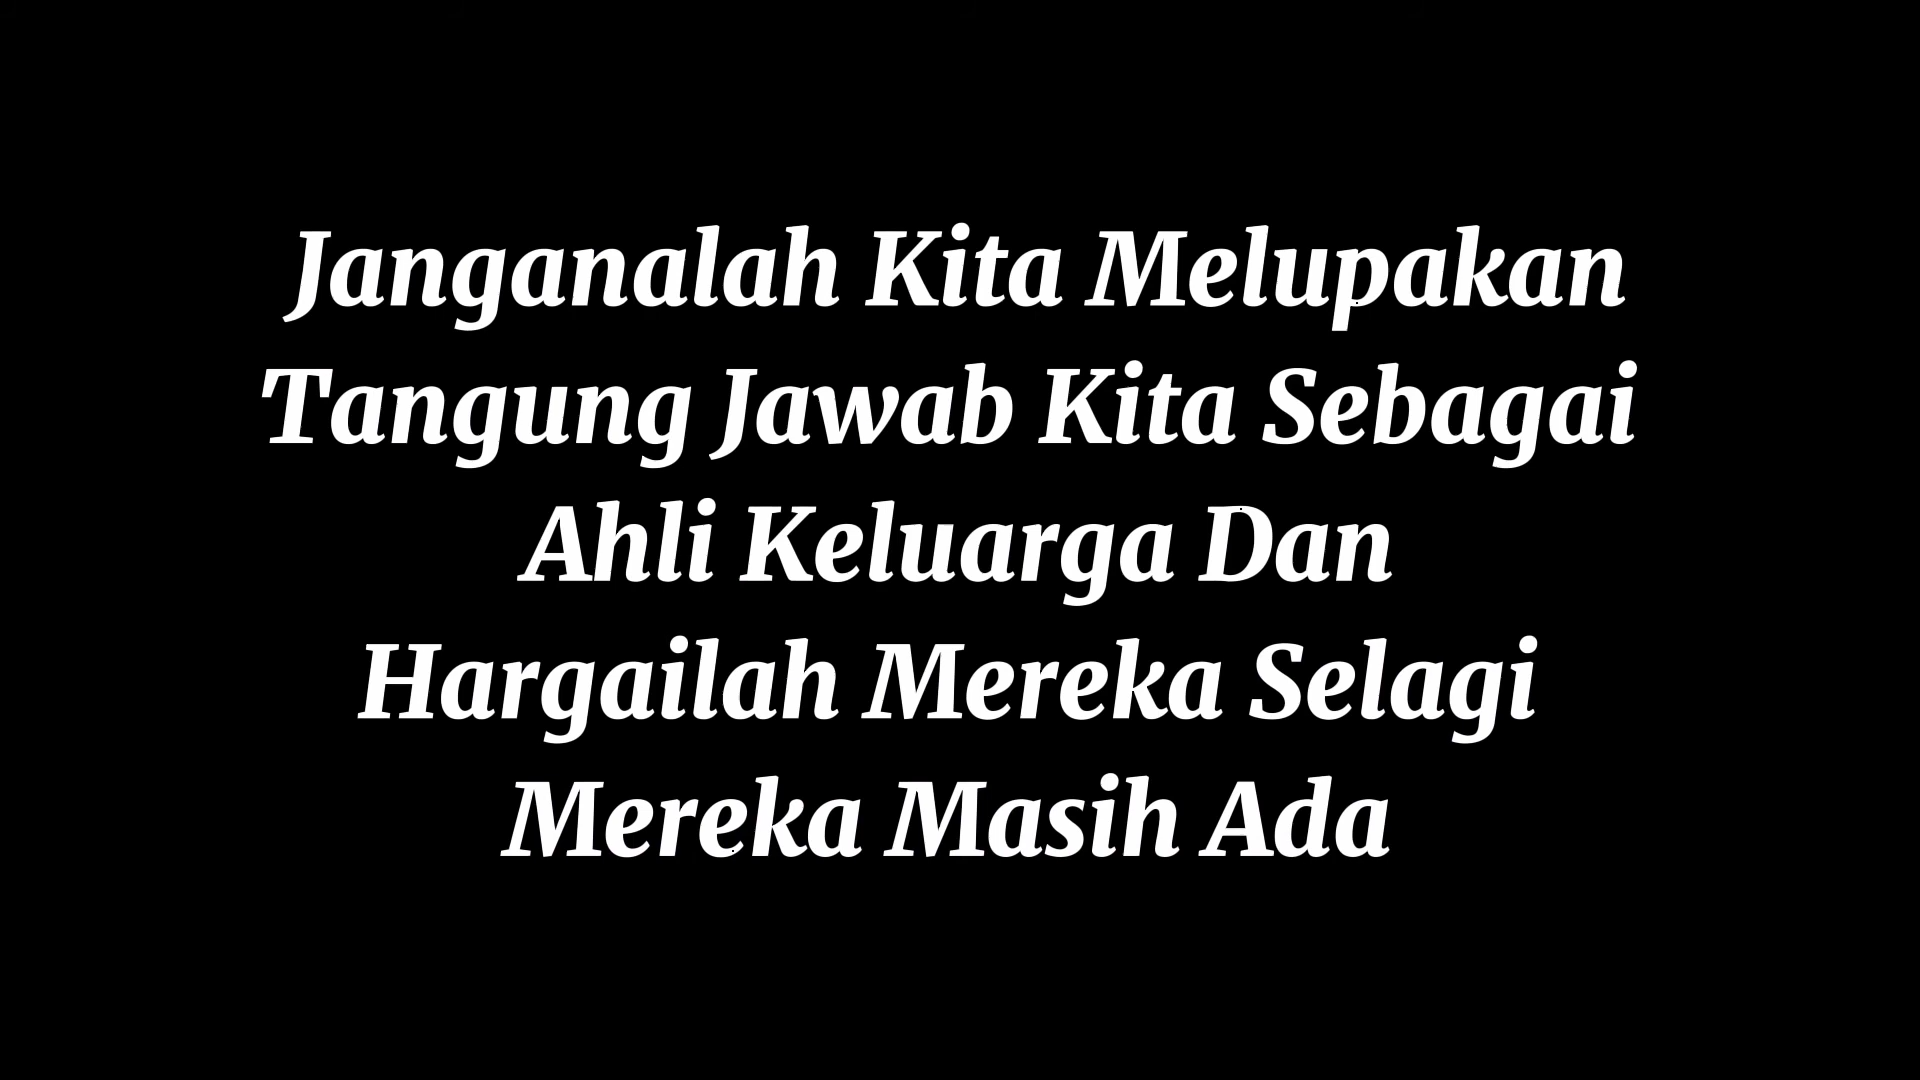 Janganalah Kita Melupakan
Tangung Jawab Kita Sebagai
Ahli Keluarga Dan
Hargailah Mereka Selagi
Mereka Masih Ada